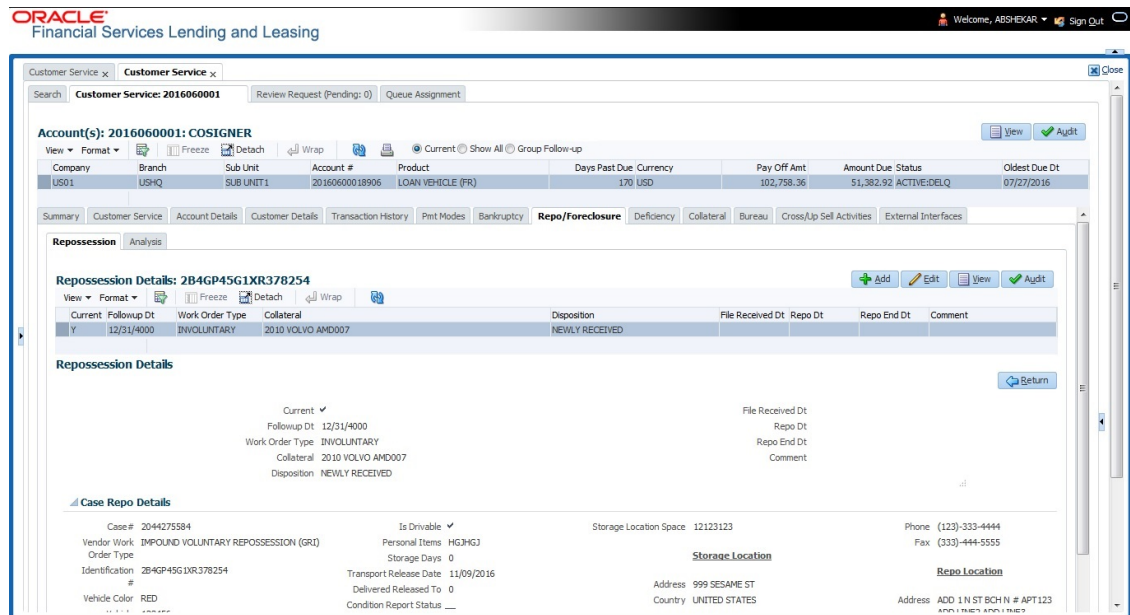 ORACLE
Financial Services Lending and Leasing
Welcome, ABSHEKAR Sign Out
Close
Customer Service x Customer Service x
Search Customer Service: 2016060001 Review Request (Pending: 0) Queue Assignment
Account(s): 2016060001: COSIGNER
View Audit
View Format Freeze Detach Wrap Current Show All Group Follow-up
Company Branch Sub Unit Account # Product Days Past Due Currency Pay Off Amt Amount Due Status Oldest Due Dt
US01 USHQ SUB UNIT1 20160600018906 LOAN VEHICLE (FR) 170 USD 102,758.36 51,382.92 ACTIVE:DELQ 07/27/2016
Summary Customer Service Account Details Customer Details Transaction History Pmt Modes Bankruptcy Repo/Foreclosure Deficiency Collateral Bureau Cross/Up Sell Activities External Interfaces
Repossession Analysis
Repossession Details: 2B4GP45G1XR378254
Add Edit View Audit
View Format Freeze Detach Wrap
Current Followup Dt Work Order Type Collateral Disposition File Received Dt Repo Dt Repo End Dt Comment
Y 12/31/4000 INVOLUNTARY 2010 VOLVO AMD007 NEWLY RECEIVED
Repossession Details
Return
Current File Received Dt
Followup Dt 12/31/4000 Repo Dt
Work Order Type INVOLUNTARY Repo End Dt
Collateral 2010 VOLVO AMD007 Comment
Disposition NEWLY RECEIVED
Case Repo Details
Case# 2044275584 Is Drivable Storage Location Space 12123123 Phone (123)-333-4444
Vendor Work Order Type IMPOUND VOLUNTARY REPOSSESSION (GRI) Personal Items HGJHGJ Fax (333)-444-5555
Storage Days 0 Storage Location
Identification # 2B4GP45G1XR378254 Transport Release Date 11/09/2016 Repo Location
Delivered Released To 0 Address 999 SESAME ST
Vehicle Color RED Condition Report Status Country UNITED STATES Address ADD 1 N ST BCH N # APT123